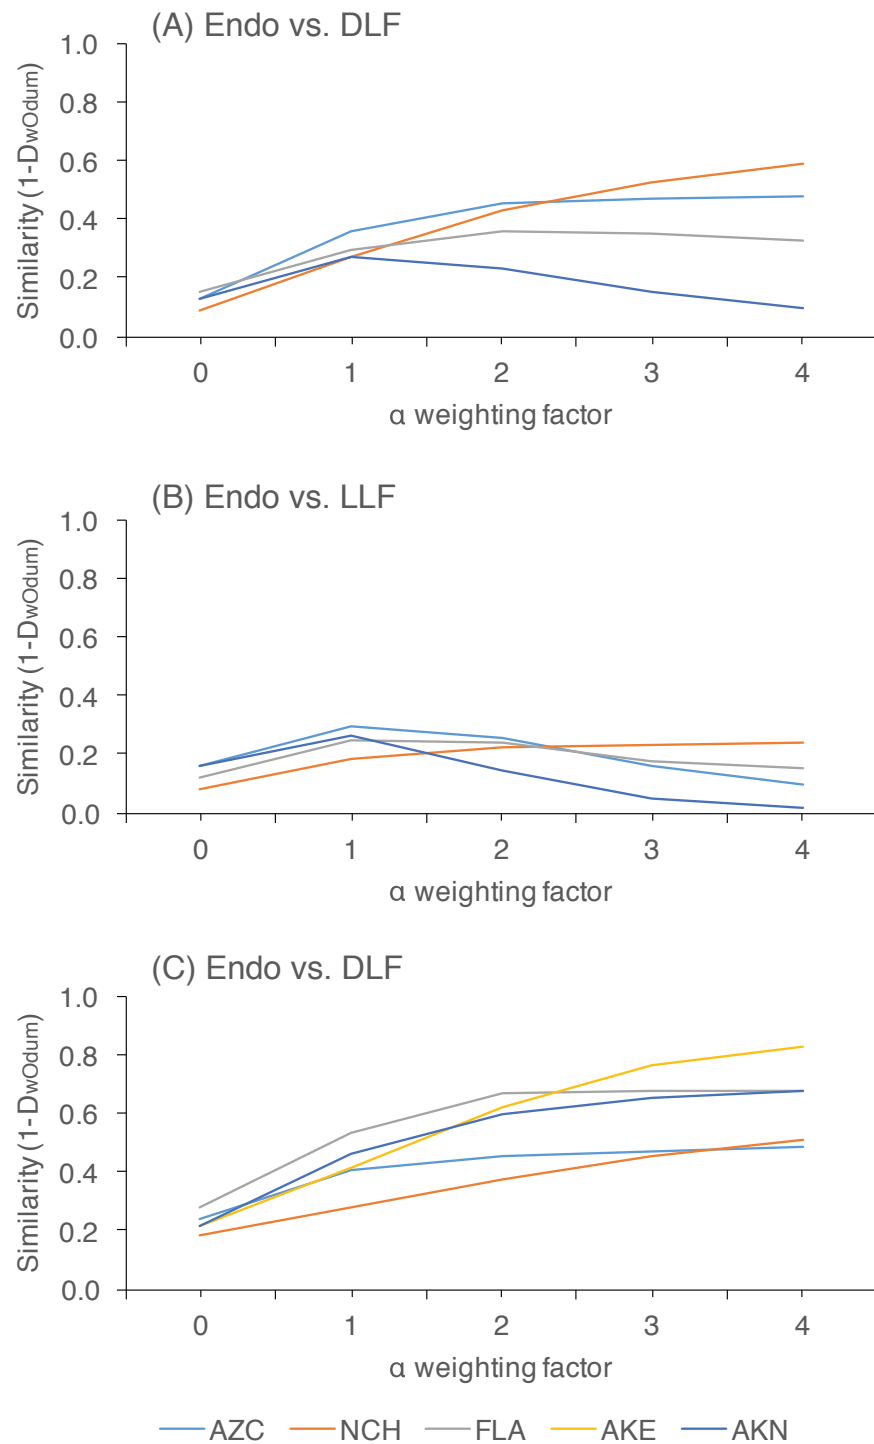 (A) Endo vs. DLF
Similarity (1-DwOdum)
1.0
0.8
0.6
0.4
0.2
0.0
0 1 2 3 4
α weighting factor
(B) Endo vs. LLF
Similarity (1-DwOdum)
1.0
0.8
0.6
0.4
0.2
0.0
0 1 2 3 4
α weighting factor
(C) Endo vs. DLF
Similarity (1-DwOdum)
1.0
0.8
0.6
0.4
0.2
0.0
0 1 2 3 4
α weighting factor
AZC NCH FLA AKE AKN